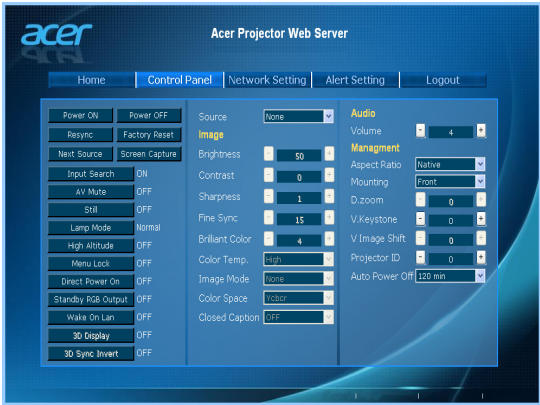 acer
Acer Projector Web Server
Home Control Panel Network Setting Alert Setting Logout
Power ON Power OFF
Resync Factory Reset
Next Source Screen Capture
Input Search ON
AV Mute OFF
Still OFF
Lamp Mode Normal
High Altitude OFF
Menu Lock OFF
Direct Power On OFF
Standby RGB Output OFF
Wake On Lan OFF
3D Display OFF
3D Sync Invert OFF
Source None
Image
Brightness - 50 +
Contrast - 0 +
Sharpness - 1 +
Fine Sync - 15 +
Brilliant Color - 4 +
Color Temp. High
Image Mode None
Color Space Ycbcr
Closed Caption OFF
Audio
Volume - 4 +
Managment
Aspect Ratio Native
Mounting Front
D.zoom - 0 +
V.Keystone - 0 +
V Image Shift - 0 +
Projector ID - 0 +
Auto Power Off 120 min